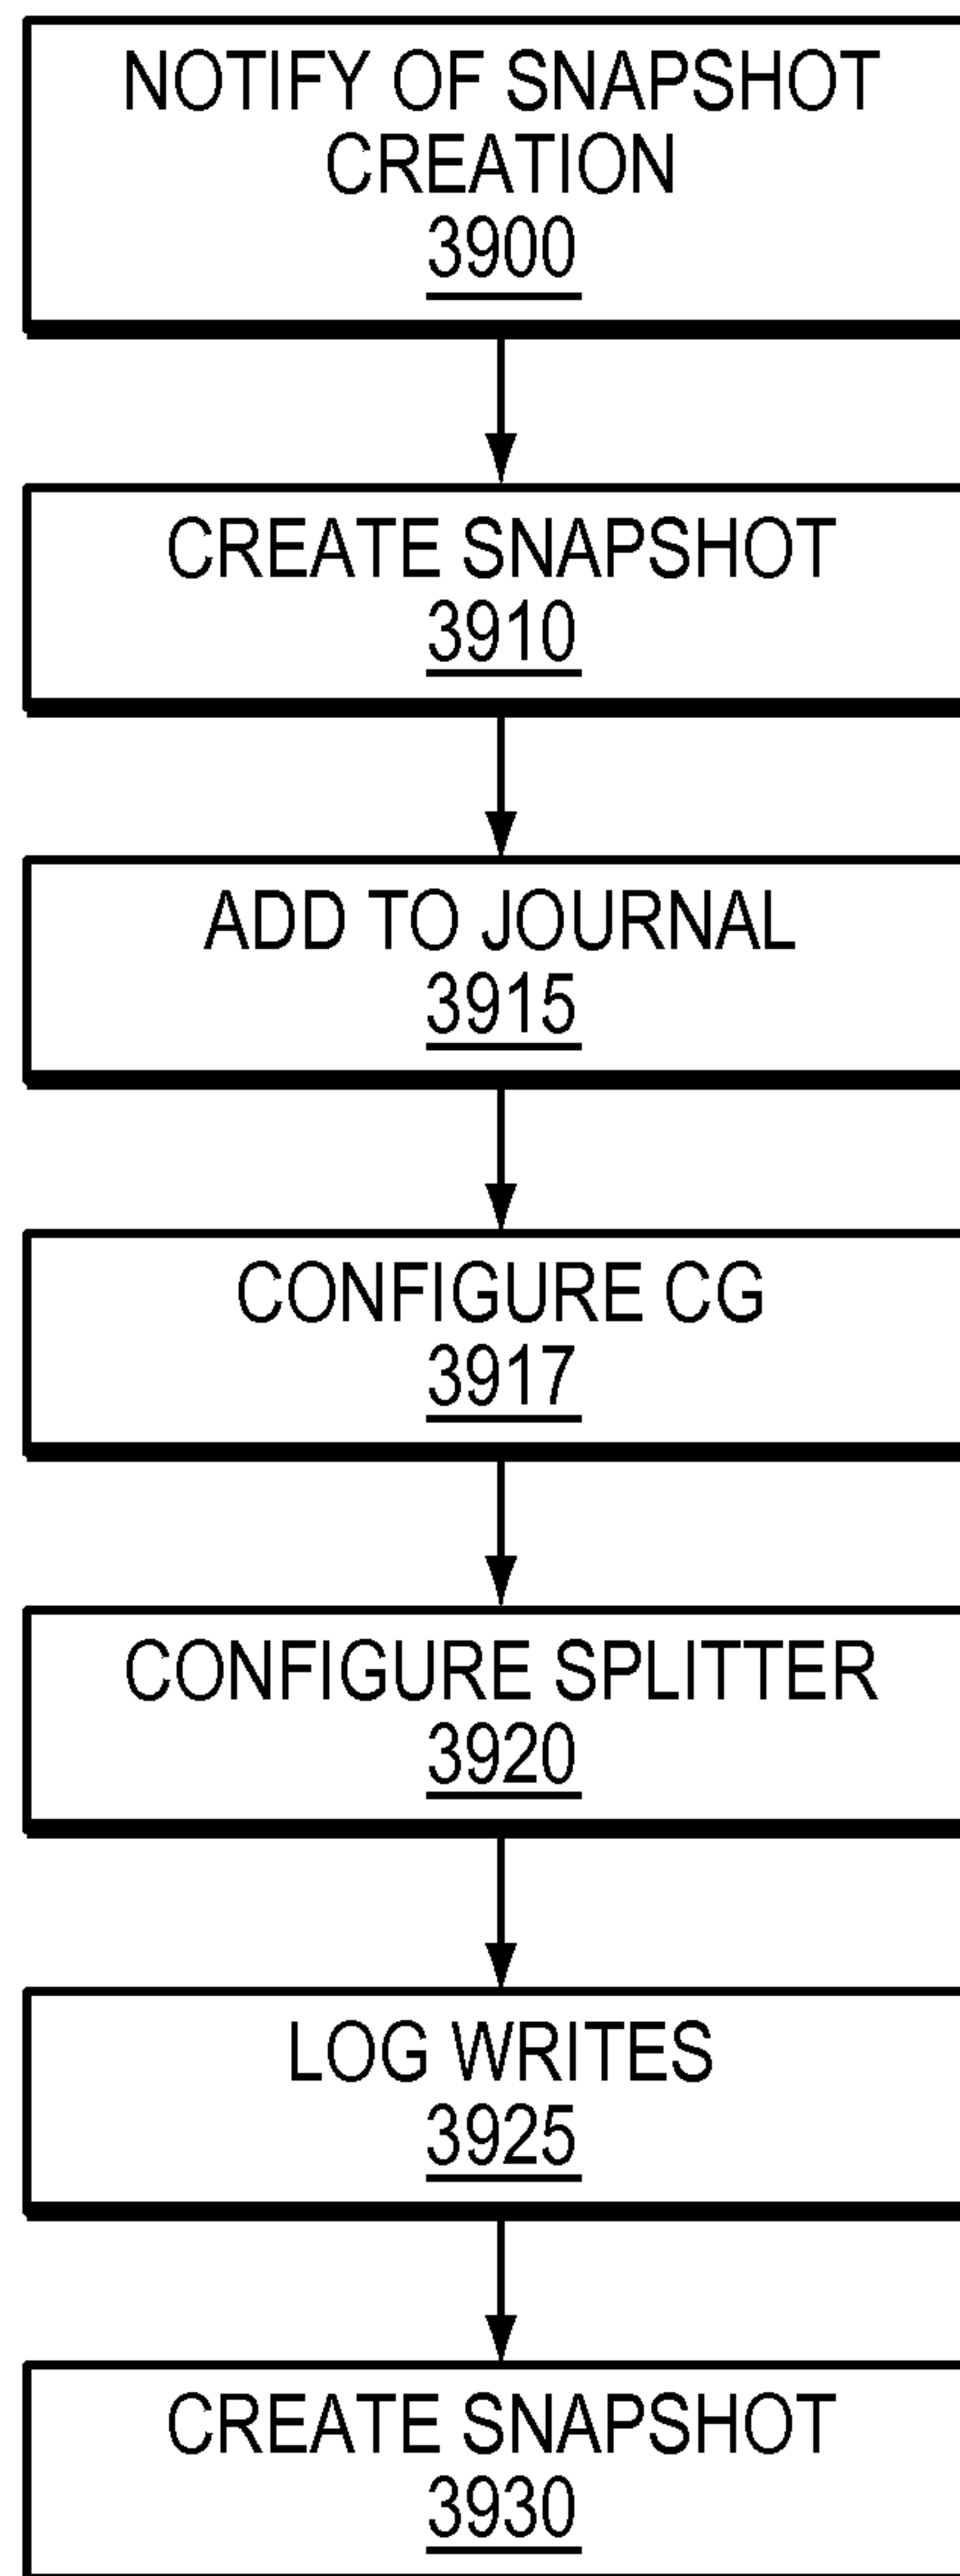 NOTIFY OF SNAPSHOT
CREATION
3900
CREATE SNAPSHOT
3910
ADD TO JOURNAL
3915
CONFIGURE CG
3917
CONFIGURE SPLITTER
3920
LOG WRITES
3925
CREATE SNAPSHOT
3930